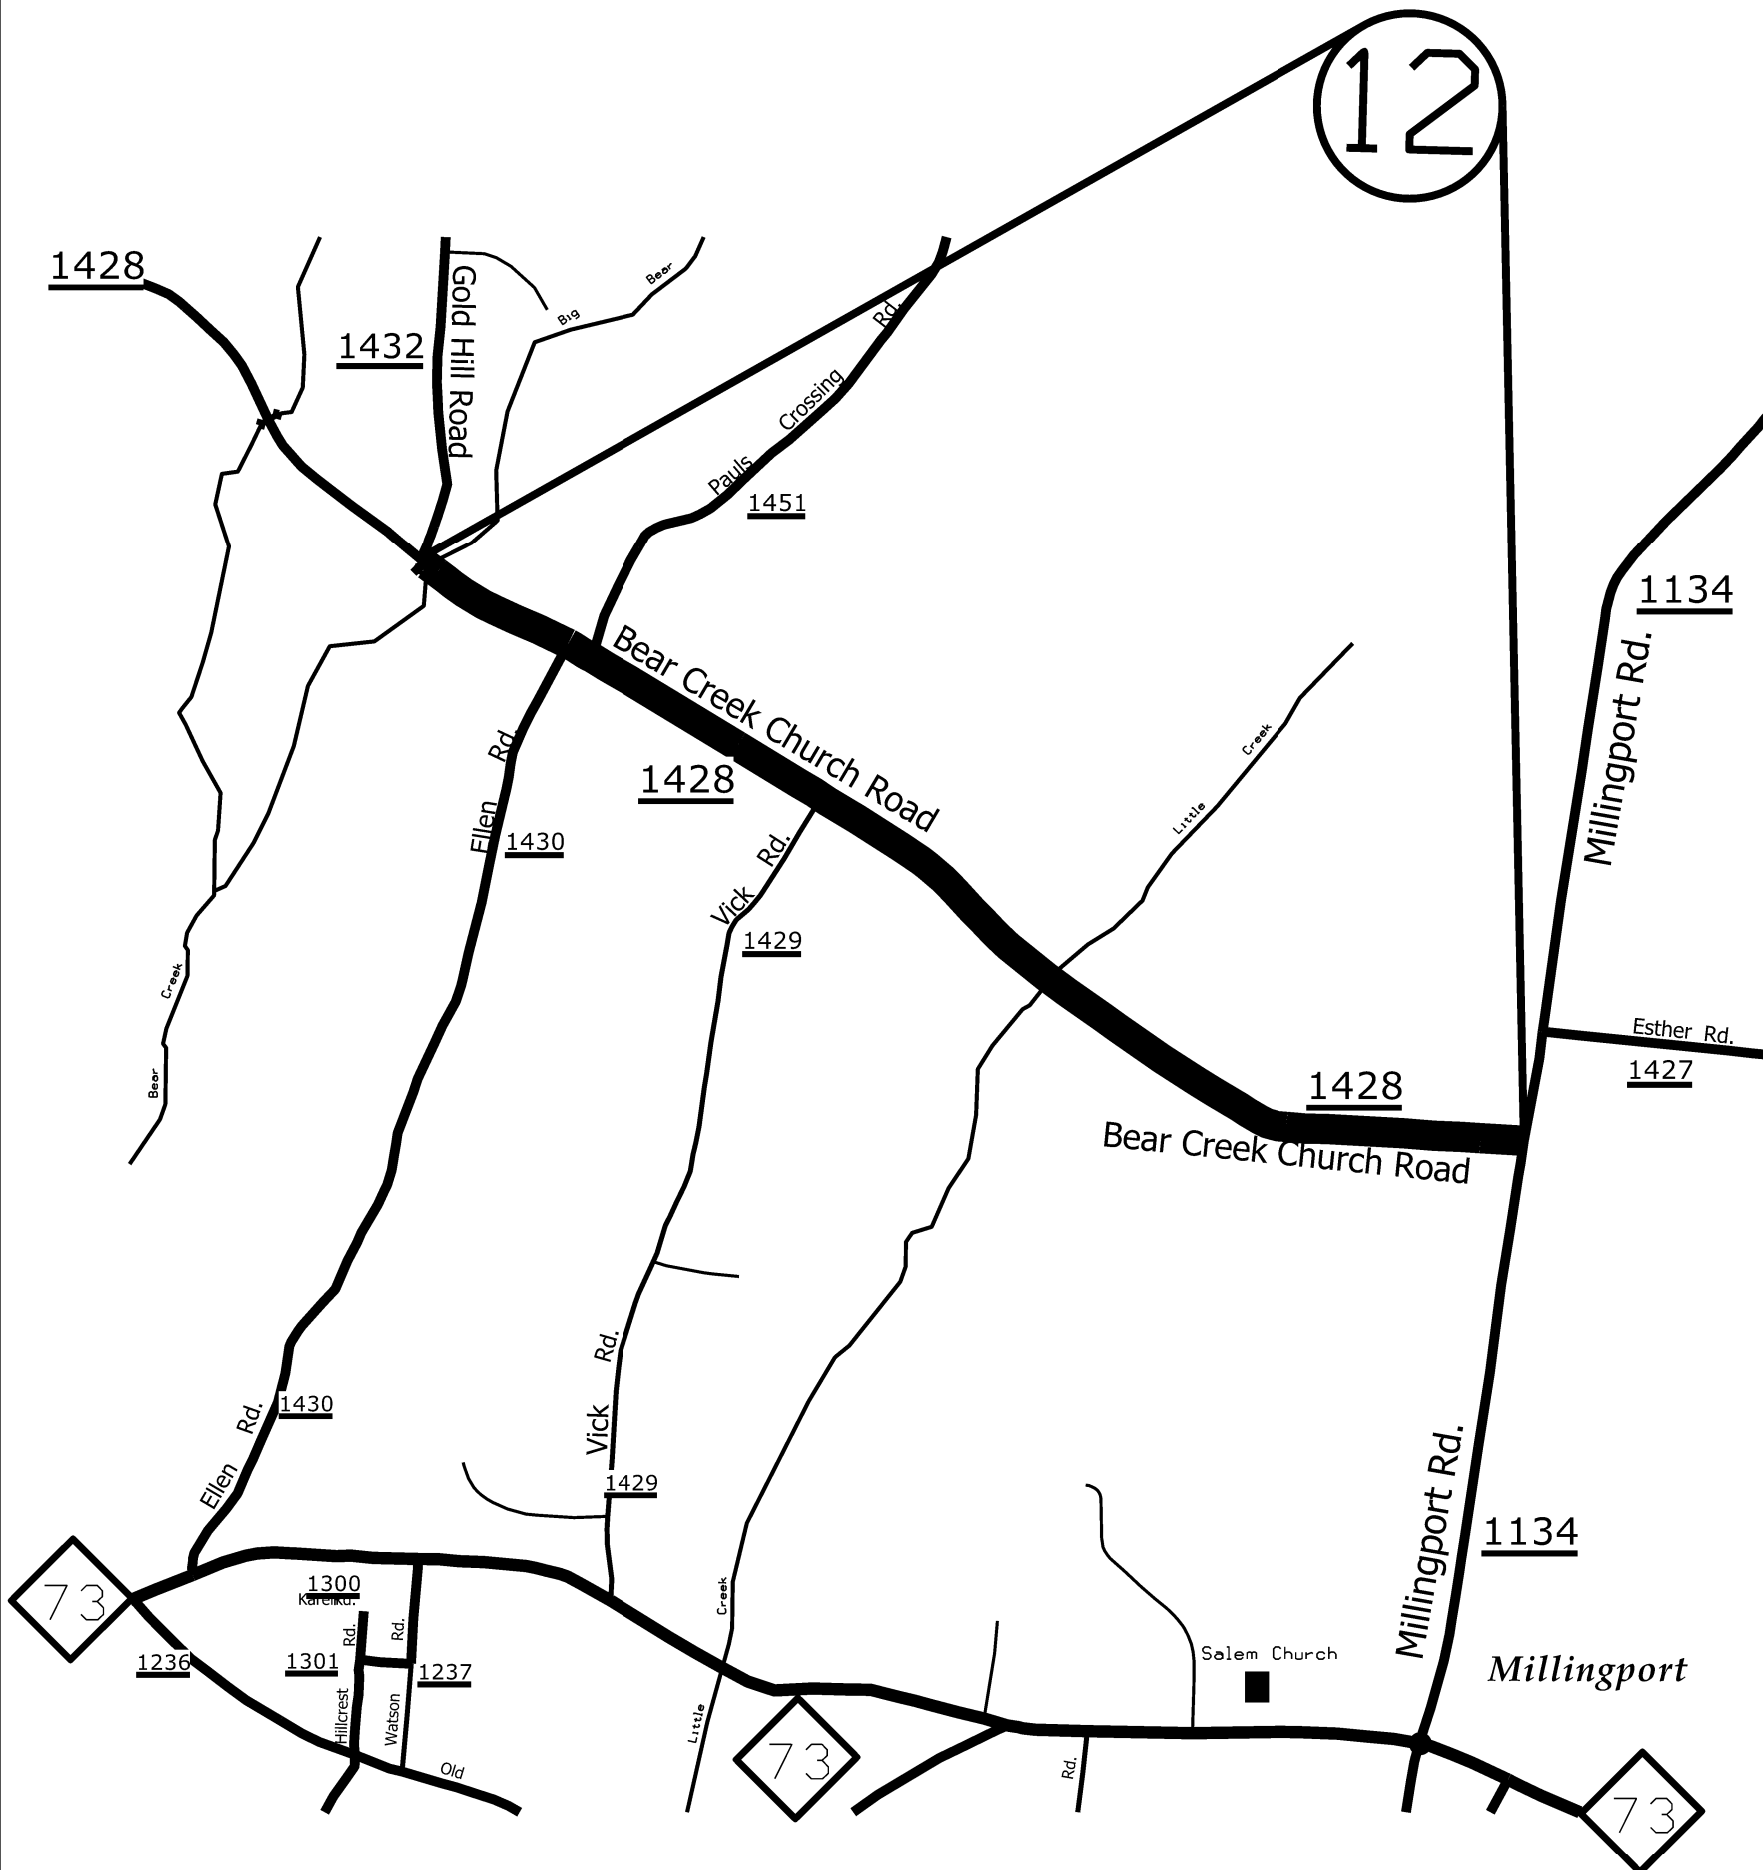 12
1428
1432
Gold Hill Road
Big
Bear
Pauls Crossing Rd.
1451
1134
Millingport Rd.
Bear Creek Church Road
1428
Ellen Rd.
1430
Vick Rd.
1429
Little Creek
Bear Creek
Esther Rd.
1427
1428
Bear Creek Church Road
Ellen Rd.
1430
Vick Rd.
1429
Millingport Rd.
1134
73
1300
1236
1301
1237
Hillcrest Rd.
Watson Rd.
Old
Little Creek
73
Rd.
Salem Church
Millingport
73